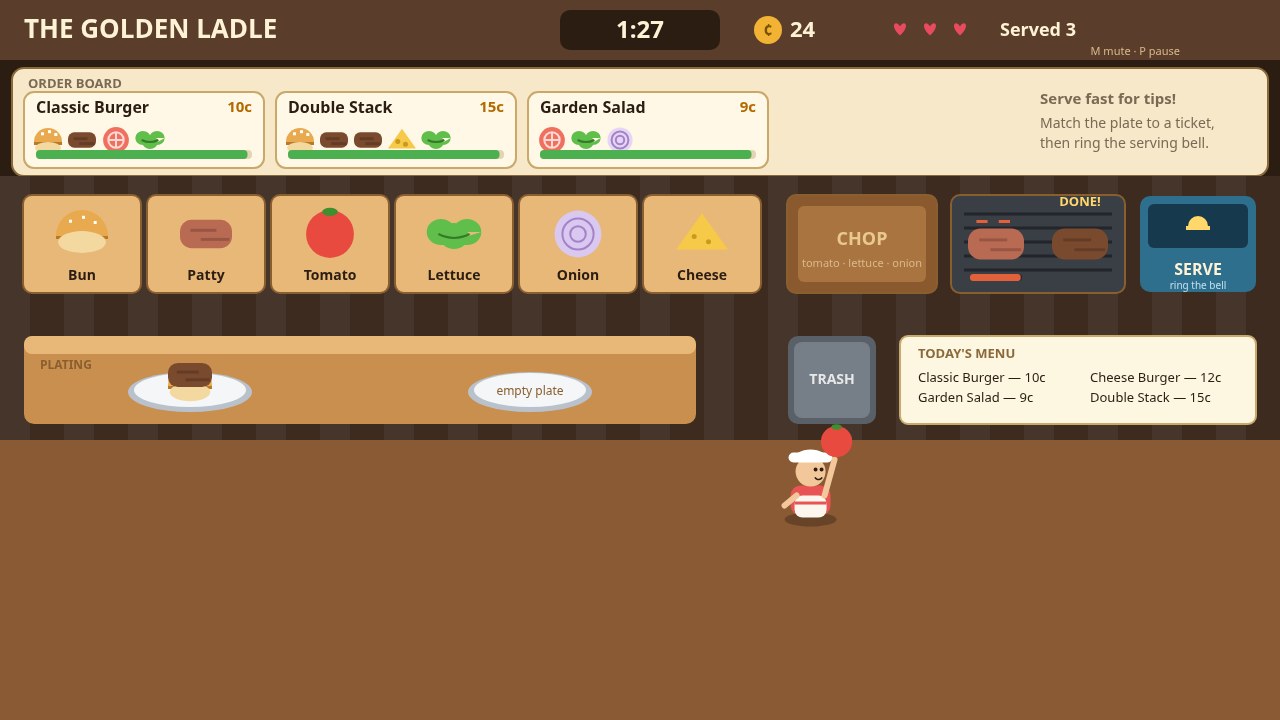 THE GOLDEN LADLE
1:27
24
Served 3
M mute · P pause
ORDER BOARD
Classic Burger 10c
Double Stack 15c
Garden Salad 9c
Serve fast for tips!
Match the plate to a ticket,
then ring the serving bell.
Bun
Patty
Tomato
Lettuce
Onion
Cheese
CHOP
tomato · lettuce · onion
DONE!
SERVE
ring the bell
PLATING
empty plate
TRASH
TODAY'S MENU
Classic Burger — 10c
Cheese Burger — 12c
Garden Salad — 9c
Double Stack — 15c